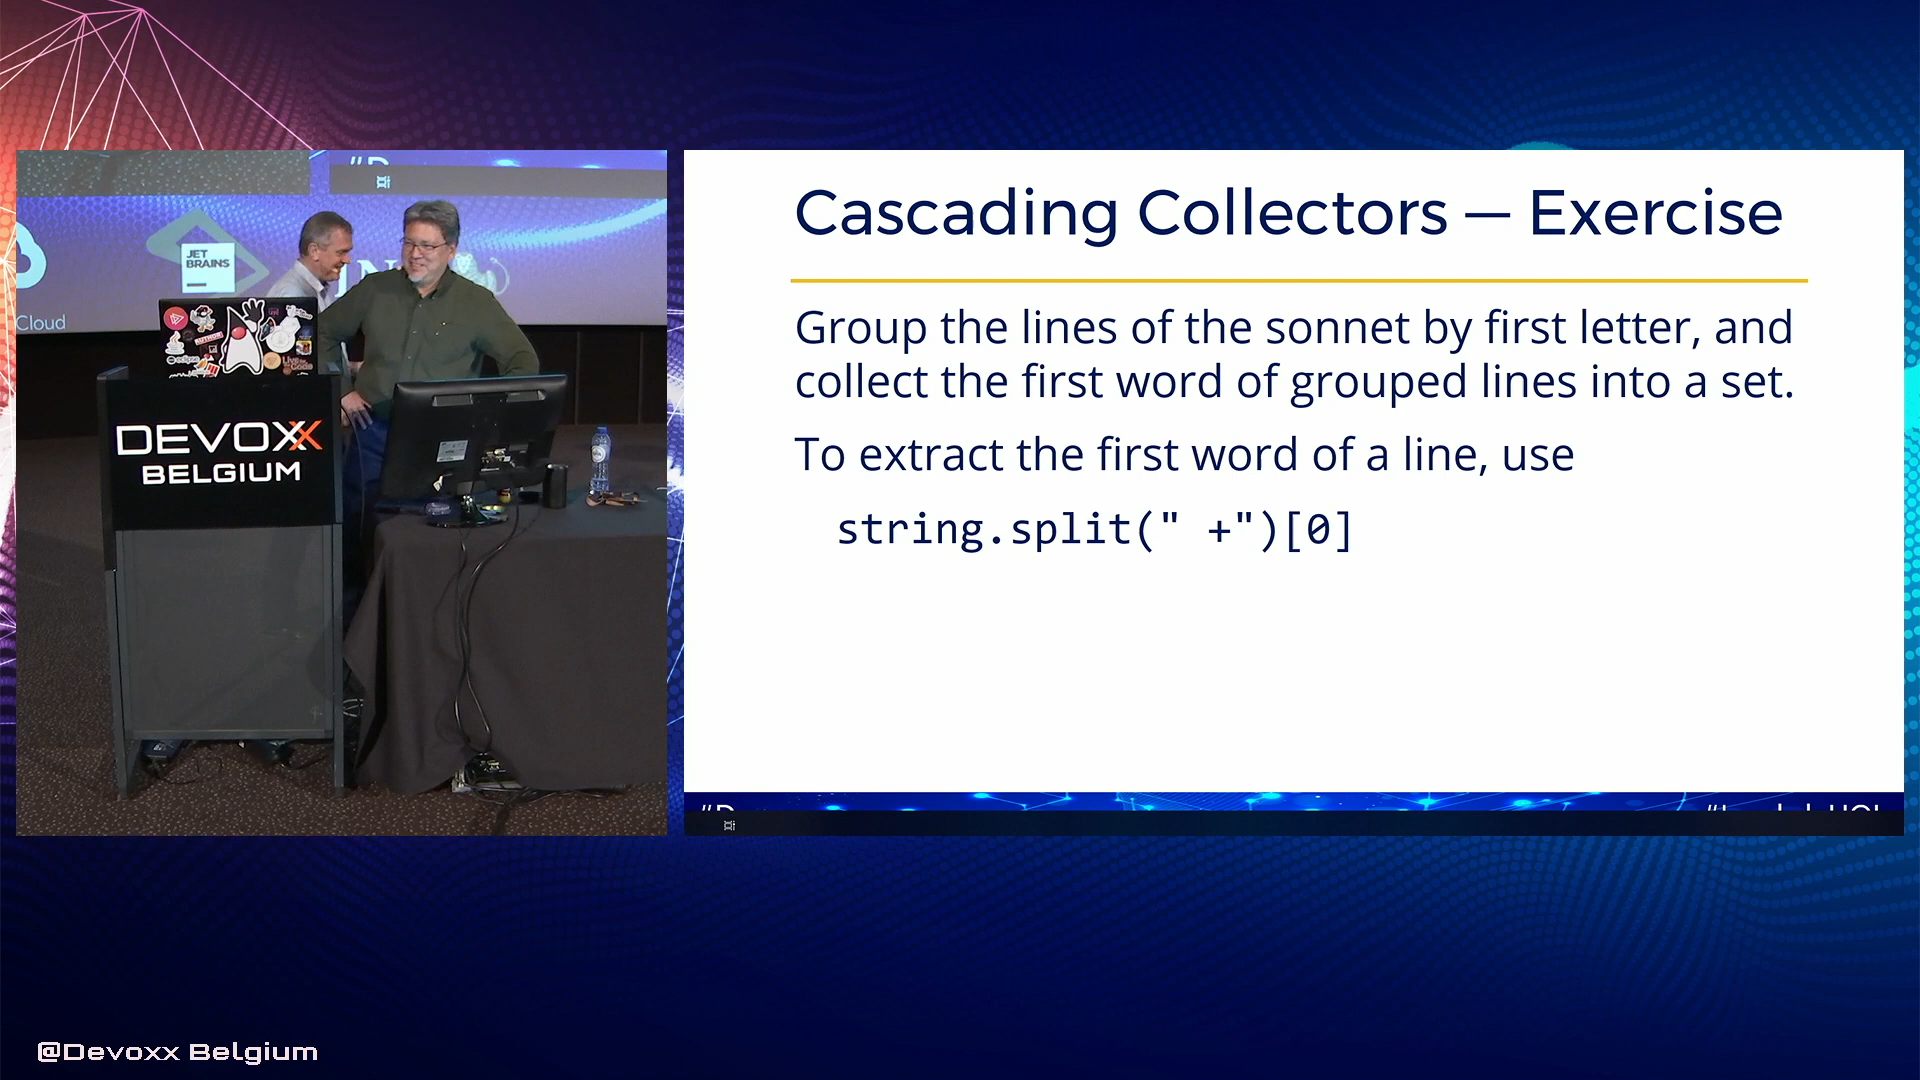 Cloud
JET
BRAINS
DEVOXX
BELGIUM
Cascading Collectors — Exercise
Group the lines of the sonnet by first letter, and
collect the first word of grouped lines into a set.
To extract the first word of a line, use
string.split(" +")[0]
@Devoxx Belgium